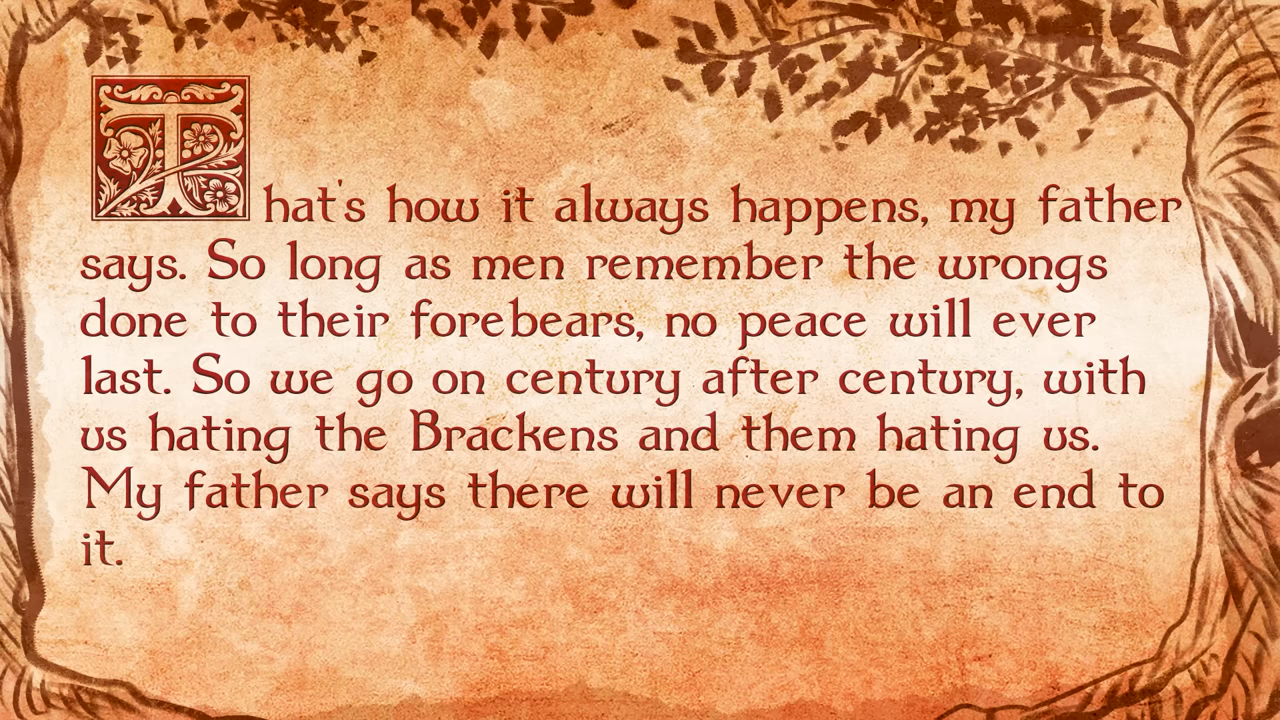 That's how it always happens, my father
says. So long as men remember the wrongs
done to their forebears, no peace will ever
last. So we go on century after century, with
us hating the Brackens and them hating us.
My father says there will never be an end to
it.